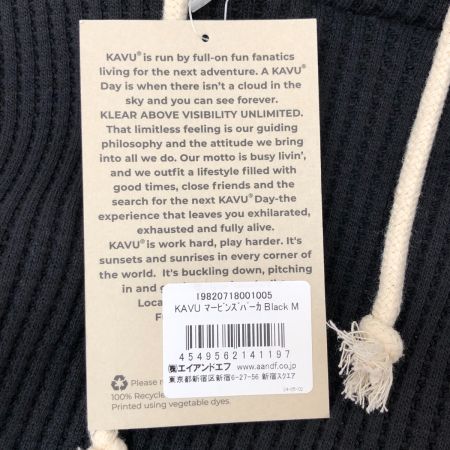 KAVU® is run by full-on fun fanatics
living for the next adventure. A KAVU®
Day is when there isn't a cloud in the
sky and you can see forever.
KLEAR ABOVE VISIBILITY UNLIMITED.
That limitless feeling is our guiding
philosophy and the attitude we bring
into all we do. Our motto is busy livin',
and we outfit a lifestyle filled with
good times, close friends and the
search for the next KAVU® Day-the
experience that leaves you exhilarated,
exhausted and fully alive.
KAVU® is work hard, play harder. It's
sunsets and sunrises in every corner of
the world. It's buckling down, pitching
in and
Loca
19820718001005
KAVU マービンズパーカ Black M
4549562141197
㈱エイアンドエフ www.aandf.co.jp
東京都新宿区新宿6-27-56 新宿スクエア
Please
100% Recycled
Printed using vegetable dyes.